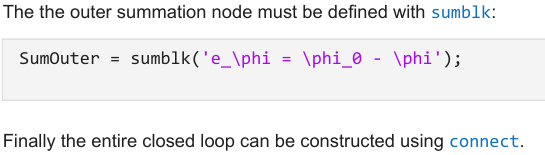 The the outer summation node must be defined with sumblk:
SumOuter = sumblk('e_\phi = \phi_0 - \phi');
Finally the entire closed loop can be constructed using connect.